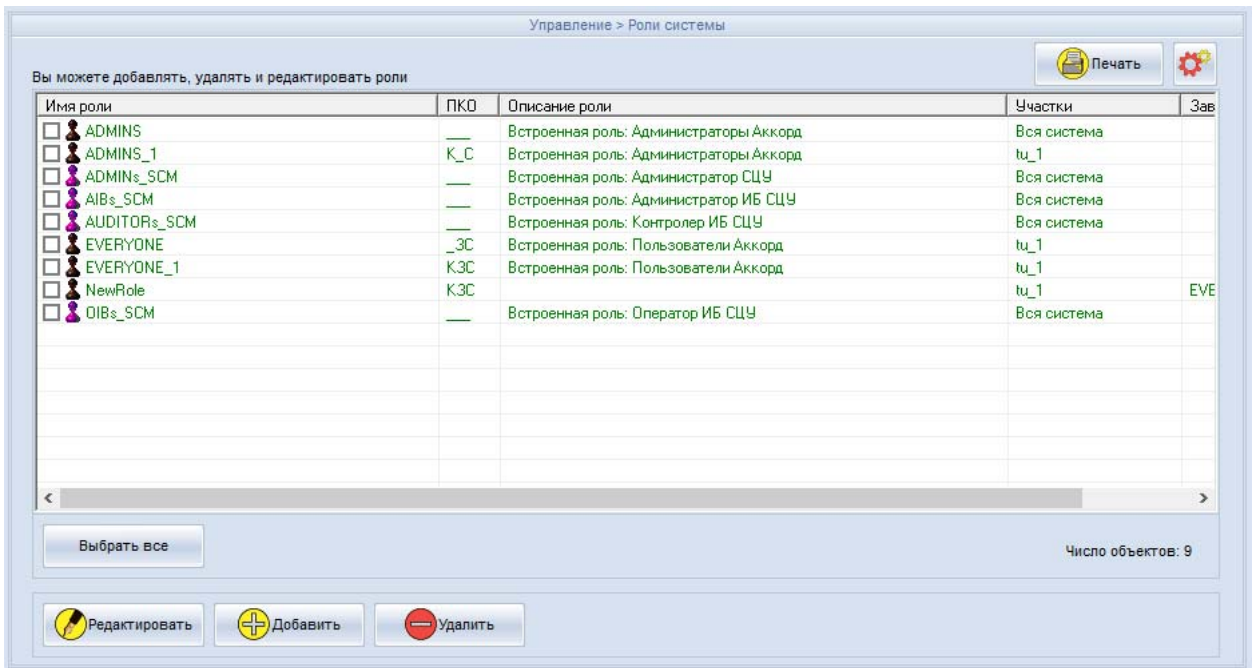 Управление > Роли системы
Печать
Вы можете добавлять, удалять и редактировать роли
Имя роли ПКО Описание роли Участки Зав
ADMINS ___ Встроенная роль: Администраторы Аккорд Вся система
ADMINS_1 K_C Встроенная роль: Администраторы Аккорд tu_1
ADMINs_SCM ___ Встроенная роль: Администратор СЦУ Вся система
AIBs_SCM ___ Встроенная роль: Администратор ИБ СЦУ Вся система
AUDITORs_SCM ___ Встроенная роль: Контролер ИБ СЦУ Вся система
EVERYONE _ЗС Встроенная роль: Пользователи Аккорд tu_1
EVERYONE_1 КЗС Встроенная роль: Пользователи Аккорд tu_1
NewRole КЗС tu_1 EVE
OIBs_SCM ___ Встроенная роль: Оператор ИБ СЦУ Вся система
Выбрать все Число объектов: 9
Редактировать Добавить Удалить